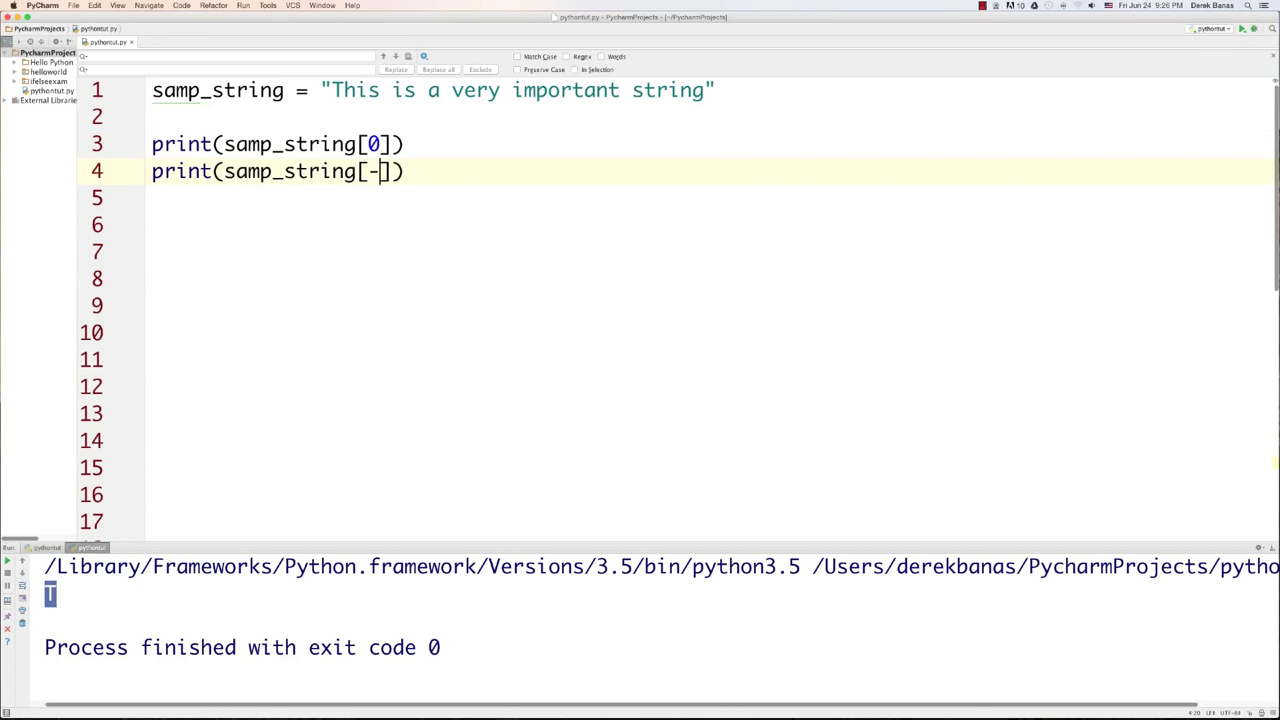 PyCharm File Edit View Navigate Code Refactor Run Tools VCS Window Help 10 Fri Jun 24 9:26 PM Derek Banas
pythontut.py - PycharmProjects - [~/PycharmProjects]
PycharmProjects pythontut.py pythontut
pythontut.py ×
PycharmProject
Hello Python
helloworld
ifelseexam
pythontut.py
External Librarie
Match Case Regex Words
Replace Replace all Exclude Preserve Case In Selection
1 samp_string = "This is a very important string"
2
3 print(samp_string[0])
4 print(samp_string[-])
5
6
7
8
9
10
11
12
13
14
15
16
17
Run: pythontut pythontut
/Library/Frameworks/Python.framework/Versions/3.5/bin/python3.5 /Users/derekbanas/PycharmProjects/pytho
T
Process finished with exit code 0
4:20 LF≑ UTF-8≑